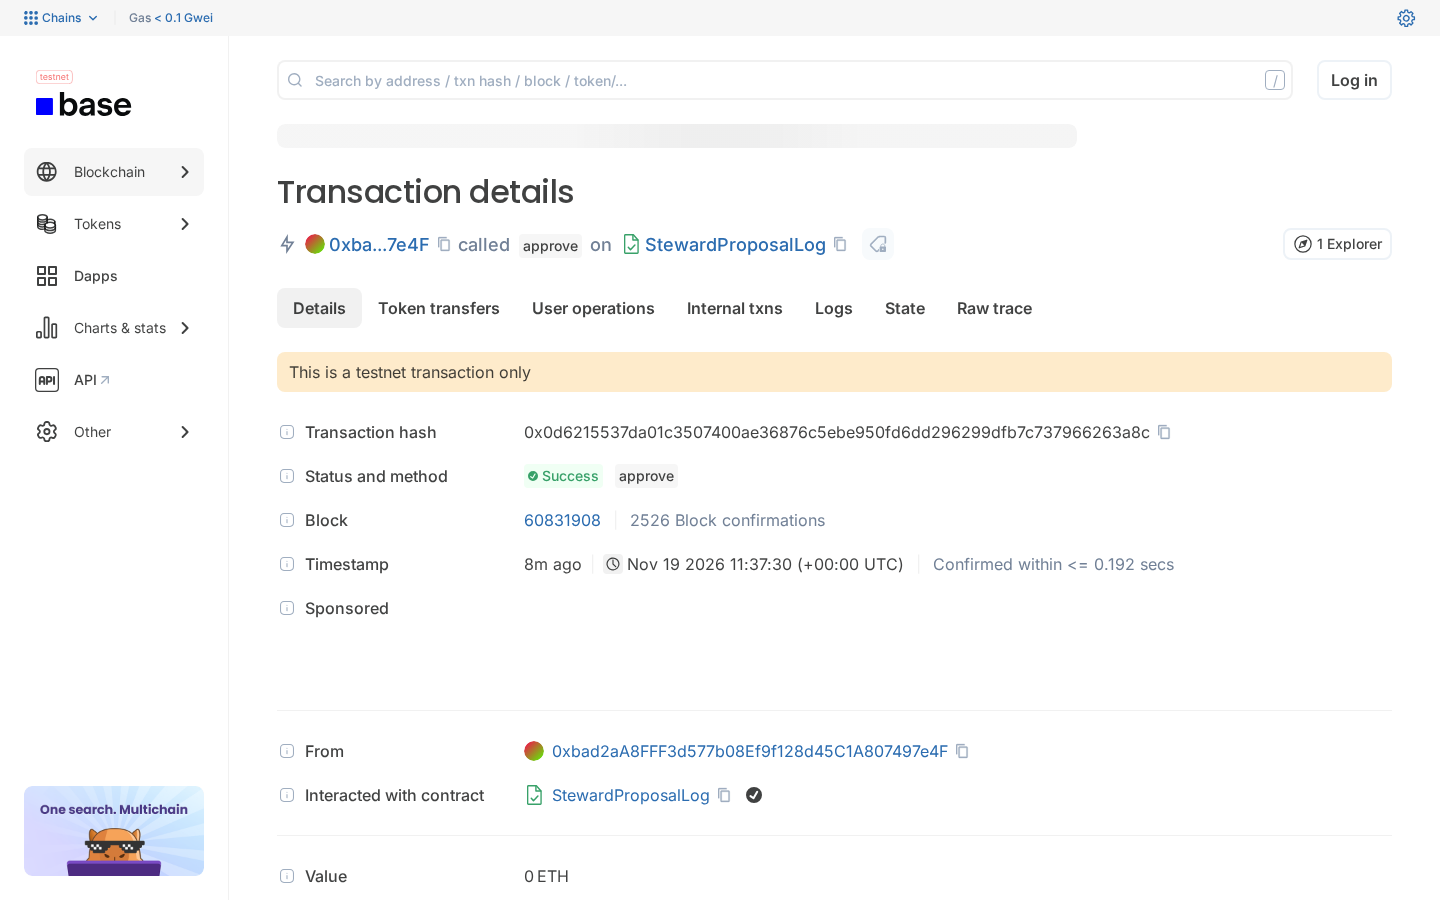 Chains Gas < 0.1 Gwei
testnet
base
Search by address / txn hash / block / token/... /
Log in
Blockchain
Tokens
Dapps
Charts & stats
API
Other
One search. Multichain
Transaction details
0xba...7e4F called approve on StewardProposalLog
1 Explorer
Details Token transfers User operations Internal txns Logs State Raw trace
This is a testnet transaction only
Transaction hash 0x0d6215537da01c3507400ae36876c5ebe950fd6dd296299dfb7c737966263a8c
Status and method Success approve
Block 60831908 2526 Block confirmations
Timestamp 8m ago Nov 19 2026 11:37:30 (+00:00 UTC) Confirmed within <= 0.192 secs
Sponsored
From 0xbad2aA8FFF3d577b08Ef9f128d45C1A807497e4F
Interacted with contract StewardProposalLog
Value 0 ETH